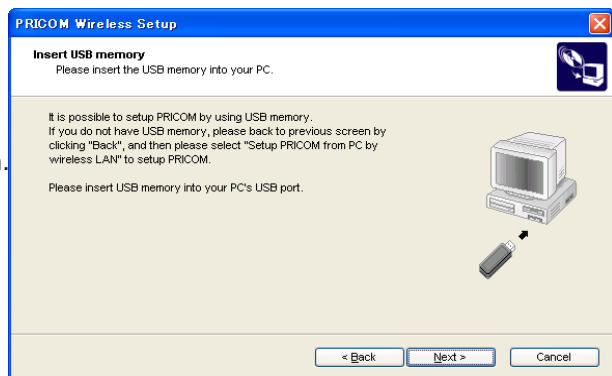 PRICOM Wireless Setup
Insert USB memory
Please insert the USB memory into your PC.
It is possible to setup PRICOM by using USB memory.
If you do not have USB memory, please back to previous screen by
clicking "Back", and then please select "Setup PRICOM from PC by
wireless LAN" to setup PRICOM.
Please insert USB memory into your PC's USB port.
< Back
Next >
Cancel